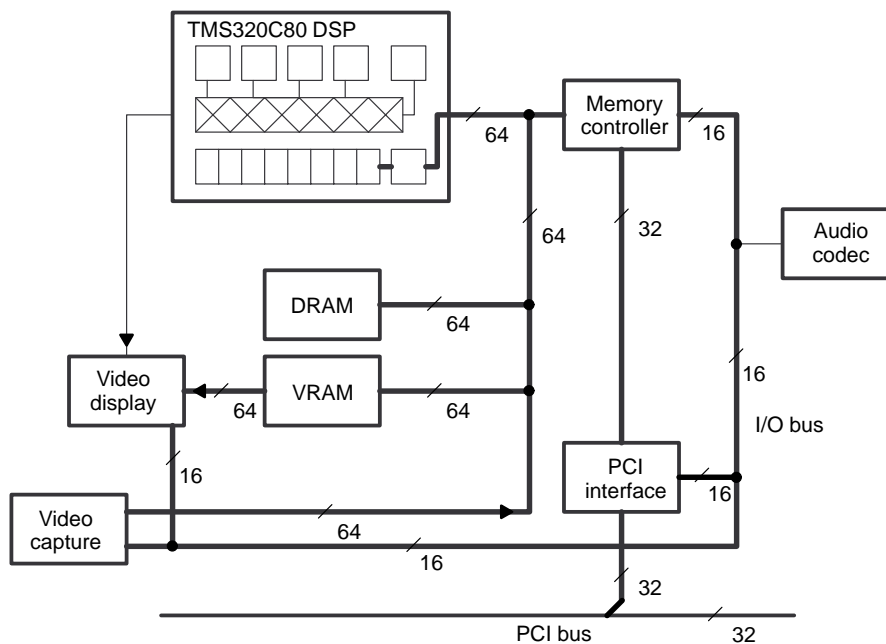 TMS320C80 DSP
64
Memory
controller
16
64
32
Audio
codec
DRAM
64
Video
display
64
VRAM
64
16
I/O bus
16
PCI
interface
16
Video
capture
64
16
32
PCI bus
32